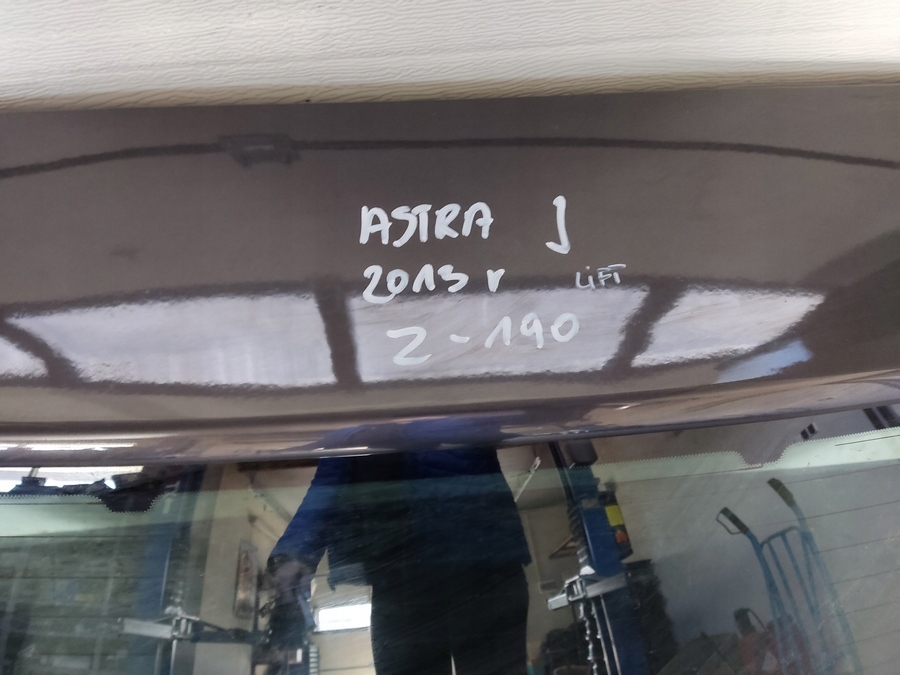 ASTRA J
2013 r LIFT
Z-190